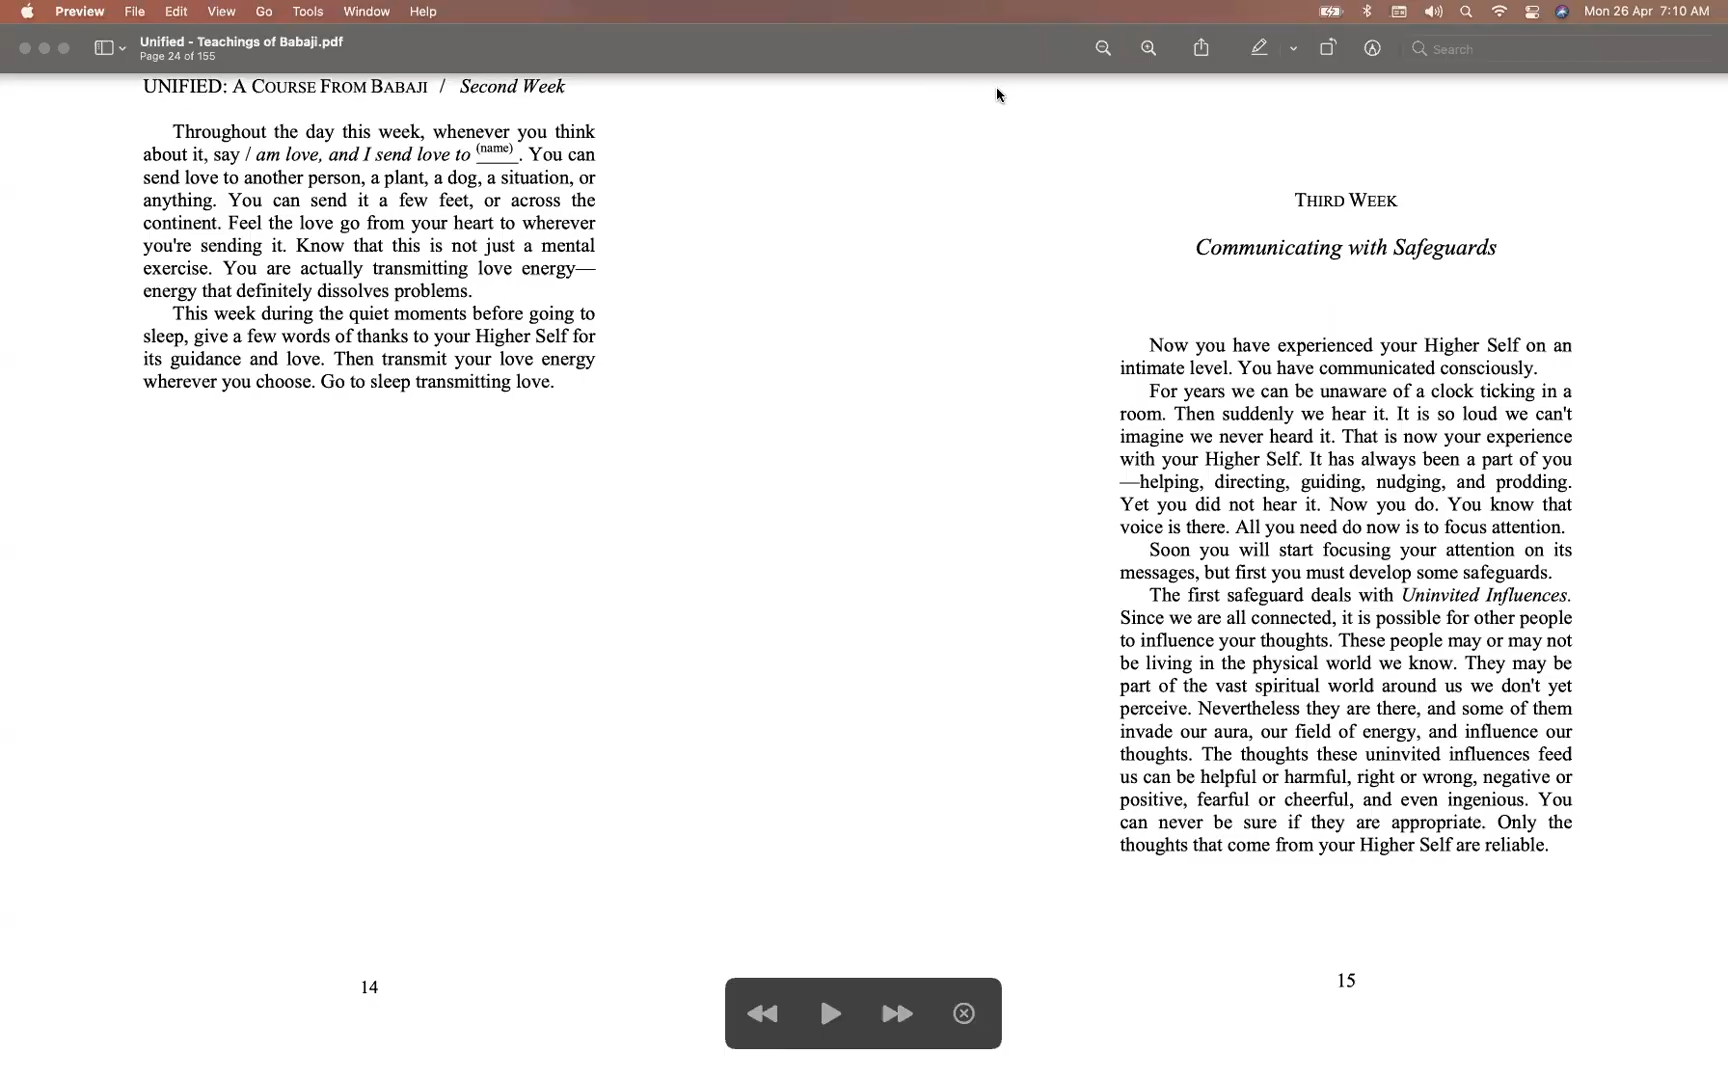 Preview File Edit View Go Tools Window Help Mon 26 Apr 7:10 AM
Unified - Teachings of Babaji.pdf
Page 24 of 155
Search
UNIFIED: A COURSE FROM BABAJI / Second Week
Throughout the day this week, whenever you think
about it, say / am love, and I send love to (name). You can
send love to another person, a plant, a dog, a situation, or
anything. You can send it a few feet, or across the
continent. Feel the love go from your heart to wherever
you're sending it. Know that this is not just a mental
exercise. You are actually transmitting love energy—
energy that definitely dissolves problems.
This week during the quiet moments before going to
sleep, give a few words of thanks to your Higher Self for
its guidance and love. Then transmit your love energy
wherever you choose. Go to sleep transmitting love.
14
THIRD WEEK
Communicating with Safeguards
Now you have experienced your Higher Self on an
intimate level. You have communicated consciously.
For years we can be unaware of a clock ticking in a
room. Then suddenly we hear it. It is so loud we can't
imagine we never heard it. That is now your experience
with your Higher Self. It has always been a part of you
—helping, directing, guiding, nudging, and prodding.
Yet you did not hear it. Now you do. You know that
voice is there. All you need do now is to focus attention.
Soon you will start focusing your attention on its
messages, but first you must develop some safeguards.
The first safeguard deals with Uninvited Influences.
Since we are all connected, it is possible for other people
to influence your thoughts. These people may or may not
be living in the physical world we know. They may be
part of the vast spiritual world around us we don't yet
perceive. Nevertheless they are there, and some of them
invade our aura, our field of energy, and influence our
thoughts. The thoughts these uninvited influences feed
us can be helpful or harmful, right or wrong, negative or
positive, fearful or cheerful, and even ingenious. You
can never be sure if they are appropriate. Only the
thoughts that come from your Higher Self are reliable.
15